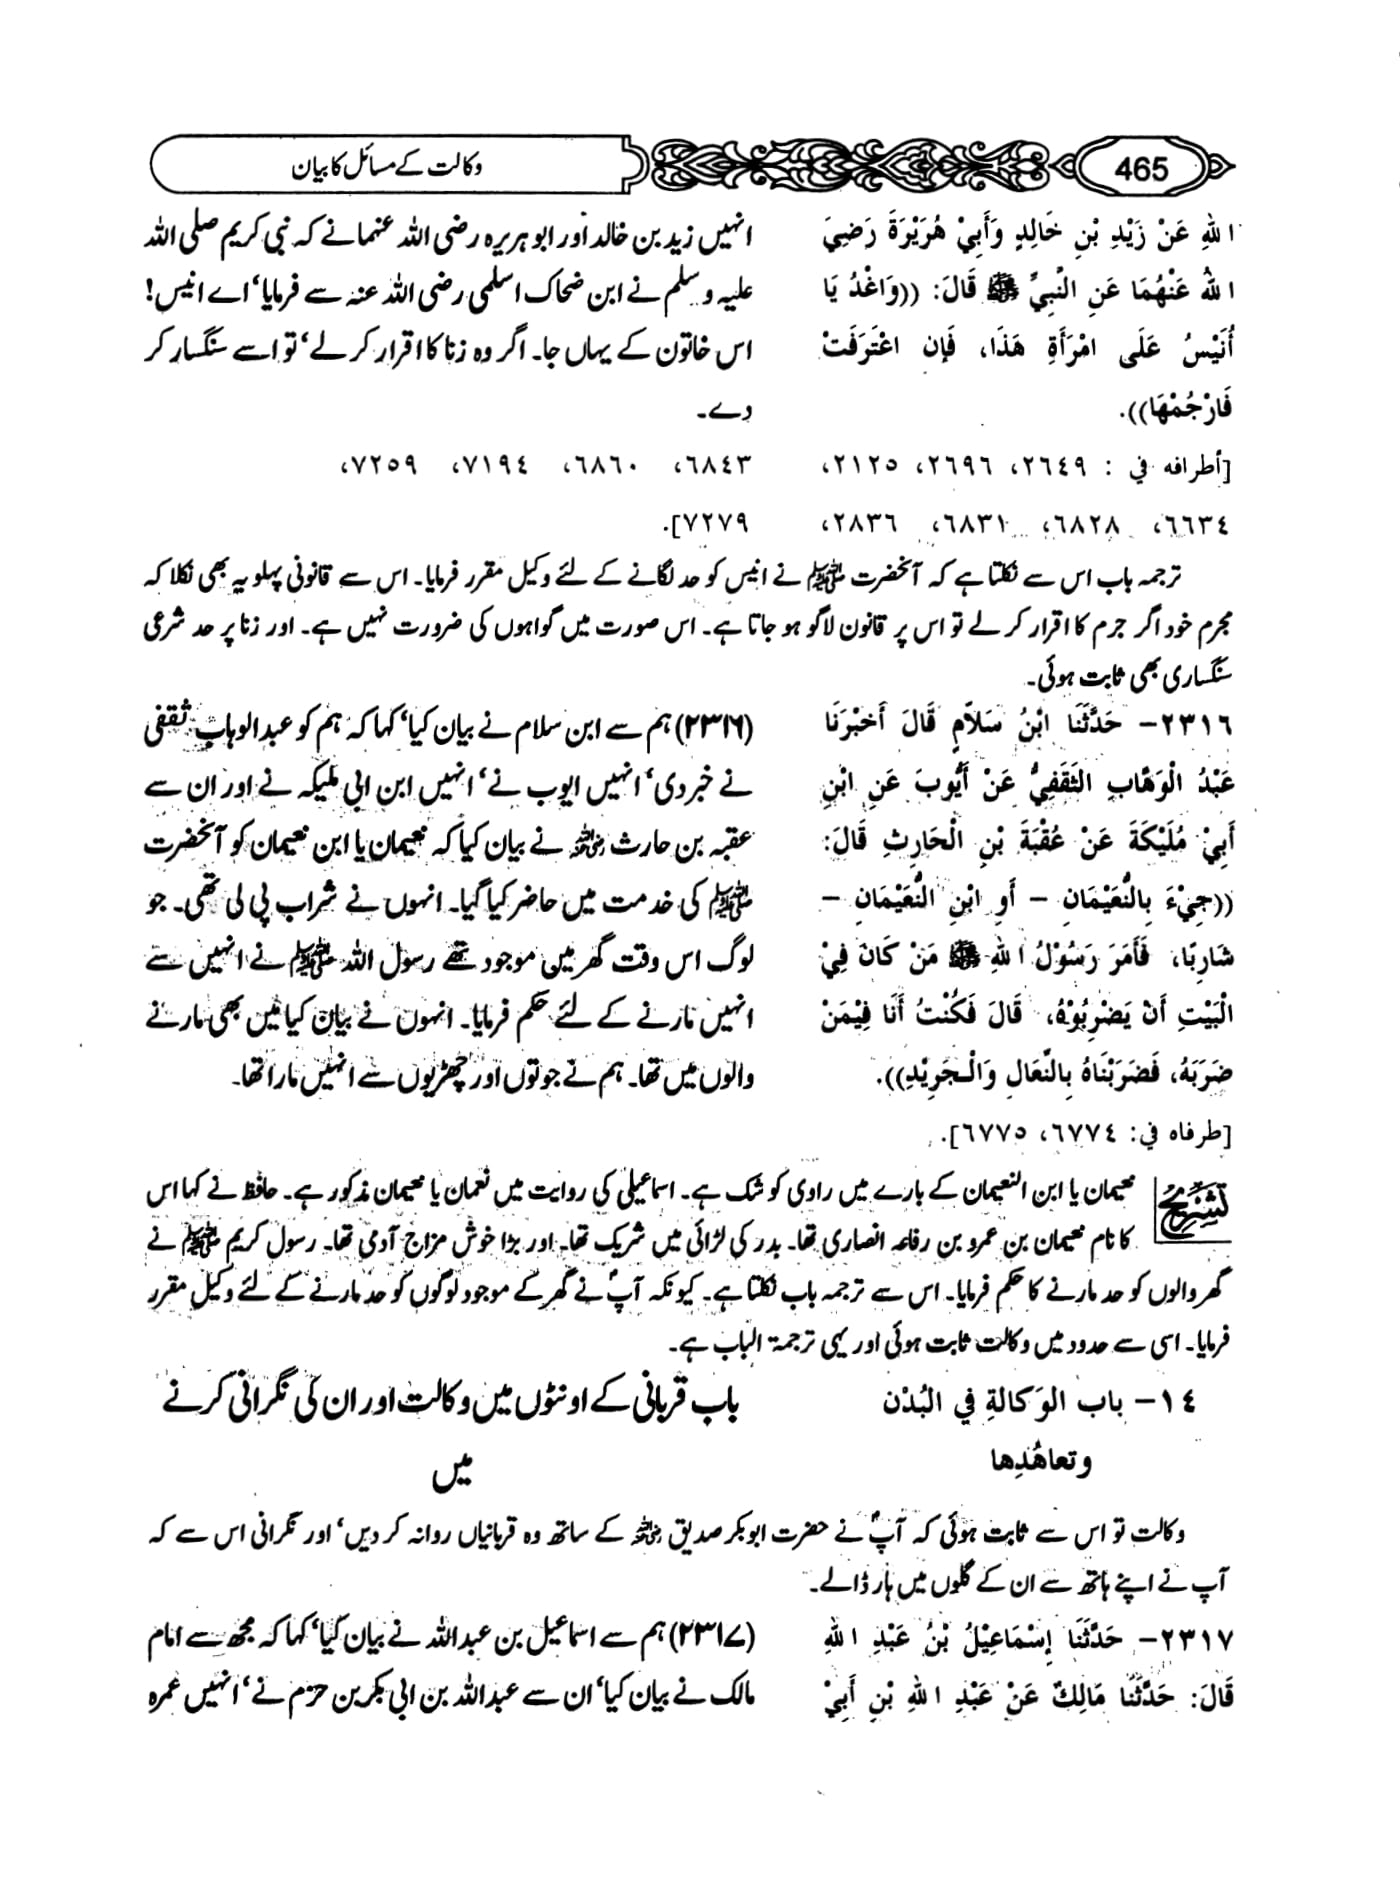 465
وکالت کے مسائل کا بیان
اللهِ عَنْ زَيْدِ بْنِ خَالِدٍ وَأَبِيْ هُرَيْرَةَ رَضِيَ
اللهُ عَنْهُمَا عَنِ النَّبِيِّ ﷺ قَالَ: ((وَاغْدُ يَا
أُنَيْسُ عَلَى امْرَأَةِ هَذَا، فَإِن اعْتَرَفَتْ
فَارْجُمْهَا)).
[أطرافه في : ٢٦٤٩، ٢٦٩٦، ٢١٢٥،
٦٦٣٤، ٦٨٢٨، ٦٨٣١، ٢٨٣٦،
انہیں زید بن خالد اور ابو ہریرہ رضی اللہ عنہمانے کہ نبی کریم صلی اللہ
علیہ و سلم نے ابن ضحاک اسلمی رضی اللہ عنہ سے فرمایا‘ اے انیس!
اس خاتون کے یہاں جا۔ اگر وہ زنا کا اقرار کر لے‘ تو اسے سنگسار کر
دے۔
٦٨٤٣، ٦٨٦٠، ٧١٩٤، ٧٢٥٩،
٧٢٧٩].
ترجمہ باب اس سے نکلتا ہے کہ آنحضرت ﷺ نے انیس کو حد لگانے کے لئے وکیل مقرر فرمایا۔ اس سے قانونی پہلو یہ بھی نکلا کہ
مجرم خود اگر جرم کا اقرار کر لے تو اس پر قانون لاگو ہو جاتا ہے۔ اس صورت میں گواہوں کی ضرورت نہیں ہے۔ اور زنا پر حد شرعی
سنگساری بھی ثابت ہوئی۔
٢٣١٦- حَدَّثَنَا ابْنُ سَلاَّمٍ قَالَ أَخْبَرَنَا
عَبْدُ الْوَهَّابِ الثَّقَفِيُّ عَنْ أَيُّوبَ عَنِ ابْنِ
أَبِيْ مُلَيْكَةَ عَنْ عُقْبَةَ بْنِ الْحَارِثِ قَالَ:
((جِيْءَ بِالنُّعَيْمَانِ - أَوِ ابْنِ النُّعَيْمَانِ -
شَارِبًا، فَأَمَرَ رَسُوْلُ اللهِ ﷺ مَنْ كَانَ فِيْ
الْبَيْتِ أَنْ يَضْرِبُوْهُ، قَالَ فَكُنْتُ أَنَا فِيْمَنْ
ضَرَبَهُ، فَضَرَبْنَاهُ بِالنِّعَالِ وَالْجَرِيْدِ)).
[طرفاه في: ٦٧٧٤، ٦٧٧٥].
(۲۳۱۶) ہم سے ابن سلام نے بیان کیا‘ کہا کہ ہم کو عبدالوہاب ثقفی
نے خبردی‘ انہیں ایوب نے‘ انہیں ابن ابی ملیکہ نے اور ان سے
عقبہ بن حارث رضی اللہ عنہ نے بیان کیا کہ نعیمان یا ابن نعیمان کو آنحضرت
ﷺ کی خدمت میں حاضر کیا گیا۔ انہوں نے شراب پی لی تھی۔ جو
لوگ اس وقت گھر میں موجود تھے رسول اللہ ﷺ نے انہیں سے
انہیں مارنے کے لئے حکم فرمایا۔ انہوں نے بیان کیا میں بھی مارنے
والوں میں تھا۔ ہم نے جوتوں اور چھڑیوں سے انہیں مارا تھا۔
تشریح
نعیمان یا ابن النعیمان کے بارے میں راوی کو شک ہے۔ اسماعیلی کی روایت میں نعمان یا نعیمان مذکور ہے۔ حافظ نے کہا اس
کا نام نعیمان بن عمرو بن رفاعہ انصاری تھا۔ بدر کی لڑائی میں شریک تھا۔ اور بڑا خوش مزاج آدمی تھا۔ رسول کریم ﷺ نے
گھر والوں کو حد مارنے کا حکم فرمایا۔ اس سے ترجمہ باب نکلتا ہے۔ کیونکہ آپؐ نے گھر کے موجود لوگوں کو حد مارنے کے لئے وکیل مقرر
فرمایا۔ اسی سے حدود میں وکالت ثابت ہوئی اور یہی ترجمۃ الباب ہے۔
١٤- باب الوَكالةِ في البُدْن
وتعاهُدِها
باب قربانی کے اونٹوں میں وکالت اور ان کی نگرانی کرنے
میں
وکالت تو اس سے ثابت ہوئی کہ آپؐ نے حضرت ابو بکر صدیق رضی اللہ عنہ کے ساتھ وہ قربانیاں روانہ کر دیں‘ اور نگرانی اس سے کہ
آپ نے اپنے ہاتھ سے ان کے گلوں میں ہار ڈالے۔
٢٣١٧- حَدَّثَنَا إِسْمَاعِيْلُ بْنُ عَبْدِ اللهِ
قَالَ: حَدَّثَنَا مَالِكٌ عَنْ عَبْدِ اللهِ بْنِ أَبِيْ
(۲۳۱۷) ہم سے اسماعیل بن عبداللہ نے بیان کیا‘ کہا کہ مجھ سے امام
مالک نے بیان کیا‘ ان سے عبداللہ بن ابی بکر بن حزم نے‘ انہیں عمرہ